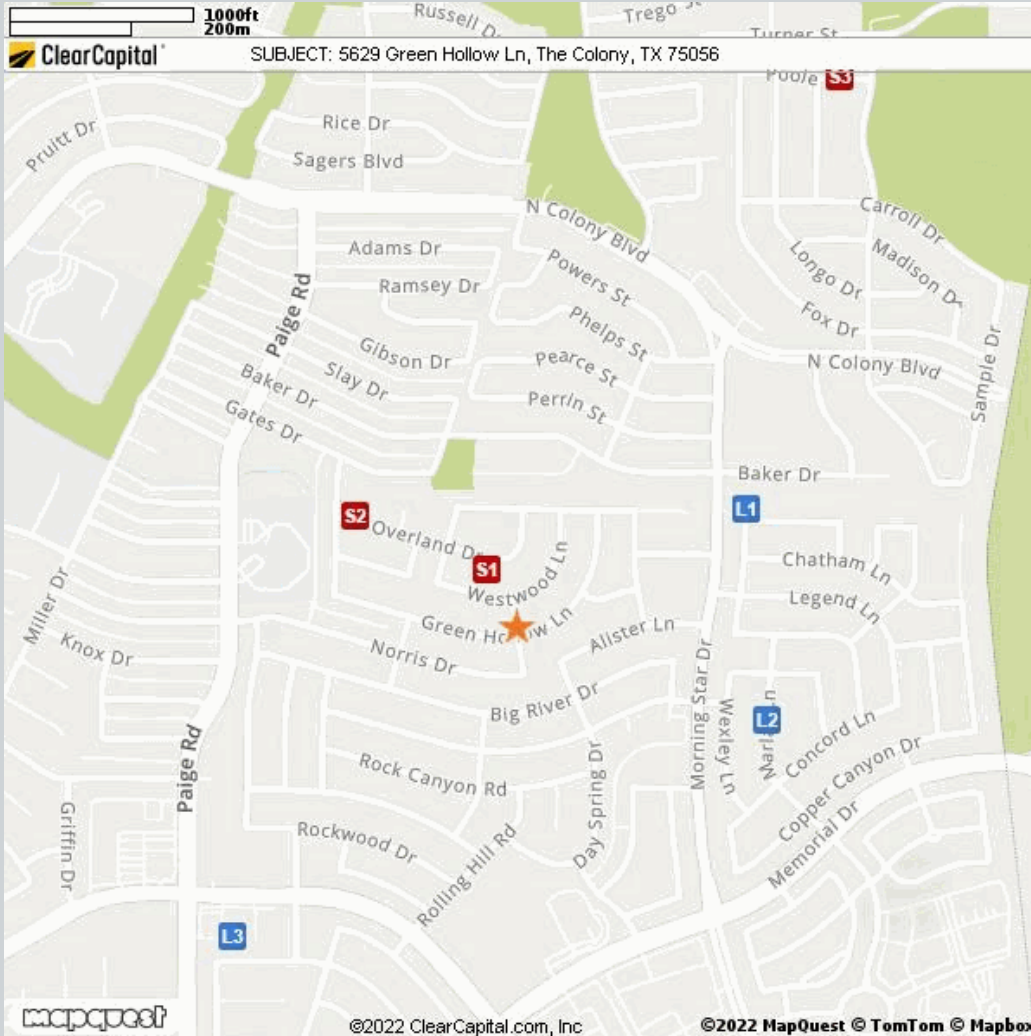 1000ft
200m
Russell D
Trego St
Turner St
ClearCapital
SUBJECT: 5629 Green Hollow Ln, The Colony, TX 75056
Poole
S3
Pruitt Dr
Rice Dr
Sagers Blvd
N Colony Blvd
Carroll Dr
Adams Dr
Powers St
Longo Dr
Madison D
Ramsey Dr
Paige Rd
Phelps St
Fox Dr
Gibson Dr
Pearce St
N Colony Blvd
Sample Dr
Baker Dr
Slay Dr
Perrin St
Gates Dr
Baker Dr
S2
L1
Overland Dr
S1
Westwood Ln
Chatham Ln
Legend Ln
Miller Dr
Green Hollow Ln
Alister Ln
Knox Dr
Norris Dr
Big River Dr
Morning Star Dr
Wexley Ln
L2
Concord Ln
Paige Rd
Rock Canyon Rd
Day Spring Dr
Copper Canyon Dr
Memorial Dr
Griffin Dr
Rockwood Dr
Rolling Hill Rd
L3
mapquest
©2022 ClearCapital.com, Inc
©2022 MapQuest © TomTom © Mapbox